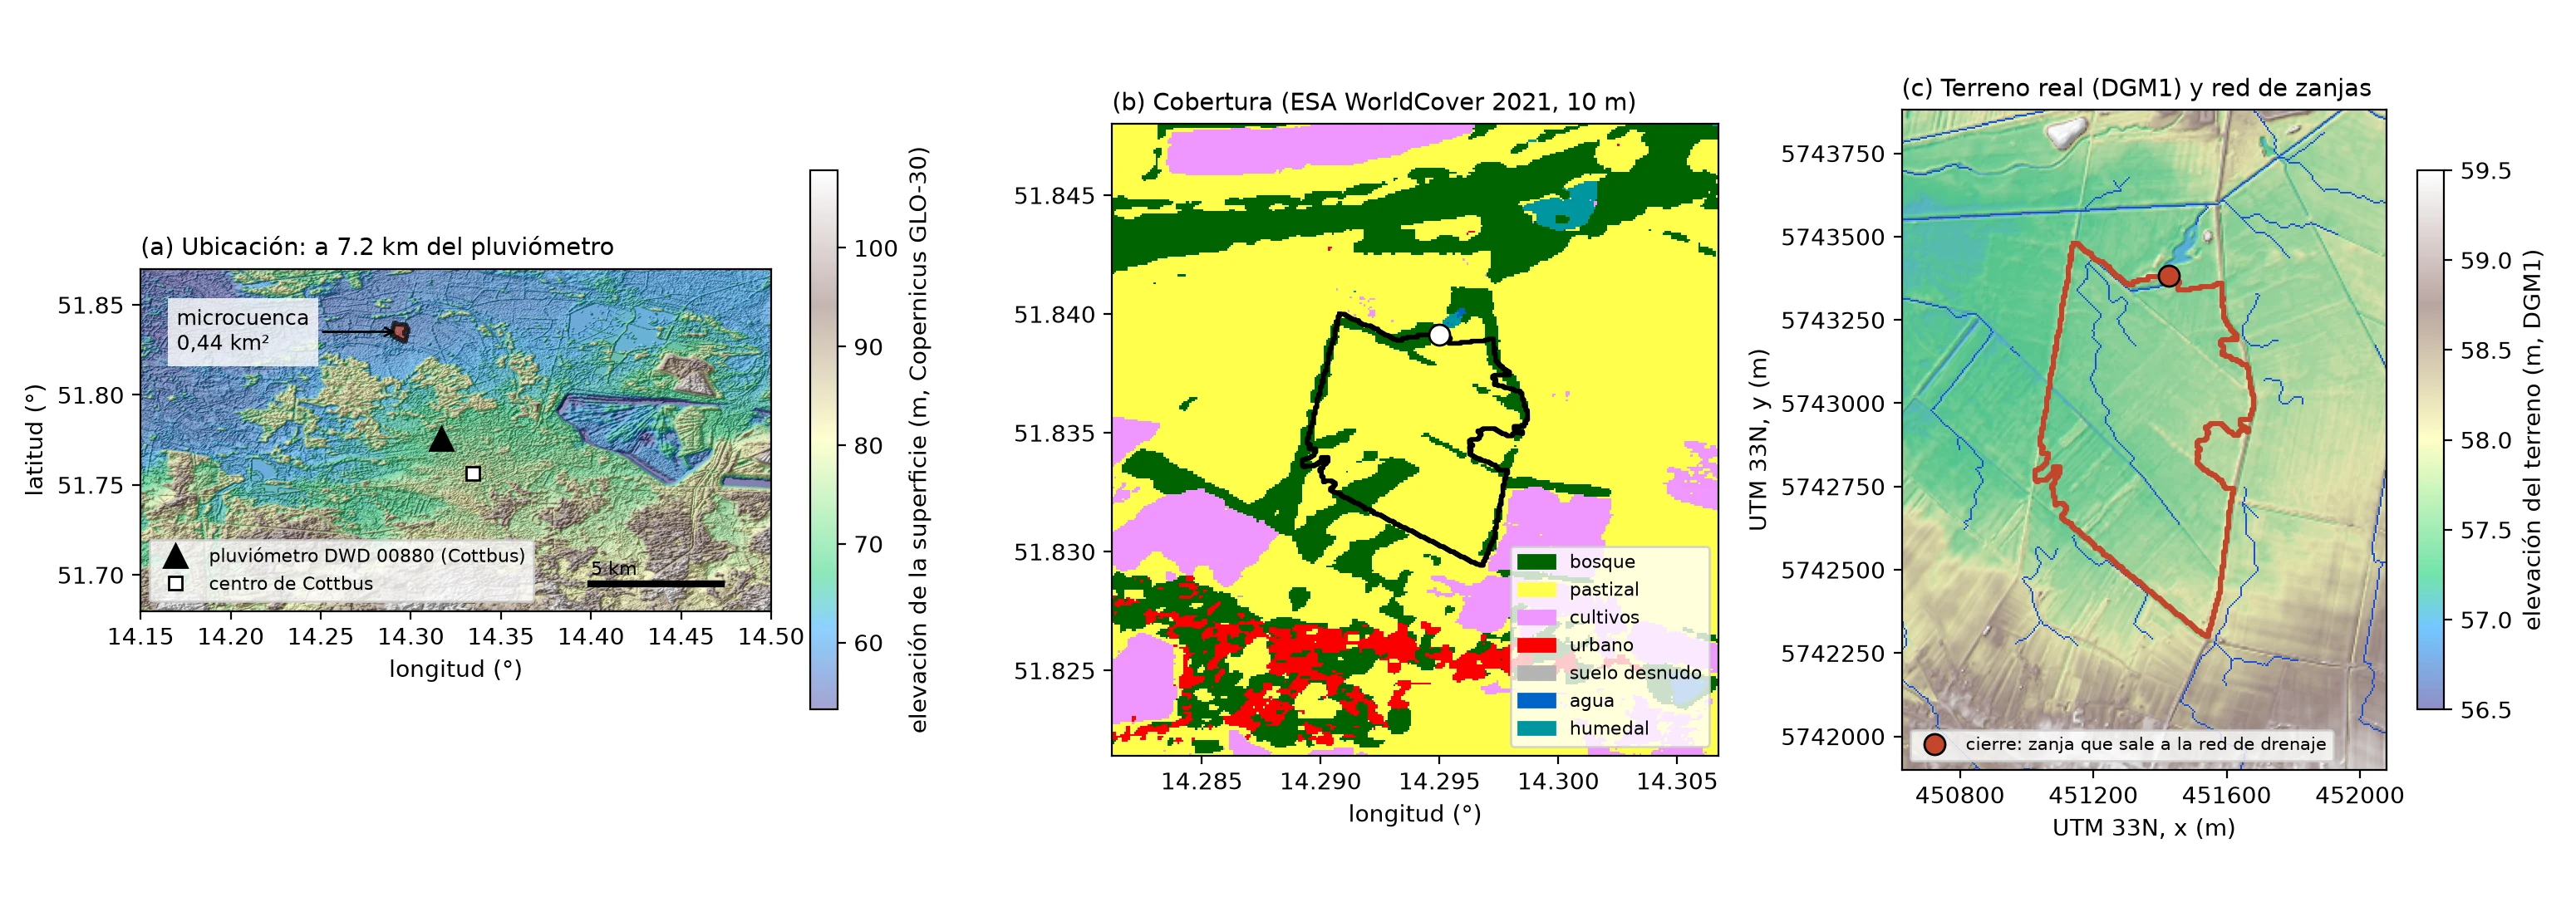 (a) Ubicación: a 7.2 km del pluviómetro
microcuenca
0,44 km²
51.85
51.80
51.75
51.70
latitud (°)
5 km
pluviómetro DWD 00880 (Cottbus)
centro de Cottbus
14.15 14.20 14.25 14.30 14.35 14.40 14.45 14.50
longitud (°)
100
90
80
70
60
elevación de la superficie (m, Copernicus GLO-30)
(b) Cobertura (ESA WorldCover 2021, 10 m)
51.845
51.840
51.835
51.830
51.825
bosque
pastizal
cultivos
urbano
suelo desnudo
agua
humedal
14.285 14.290 14.295 14.300 14.305
longitud (°)
(c) Terreno real (DGM1) y red de zanjas
UTM 33N, y (m)
5743750
5743500
5743250
5743000
5742750
5742500
5742250
5742000
cierre: zanja que sale a la red de drenaje
450800 451200 451600 452000
UTM 33N, x (m)
59.5
59.0
58.5
58.0
57.5
57.0
56.5
elevación del terreno (m, DGM1)